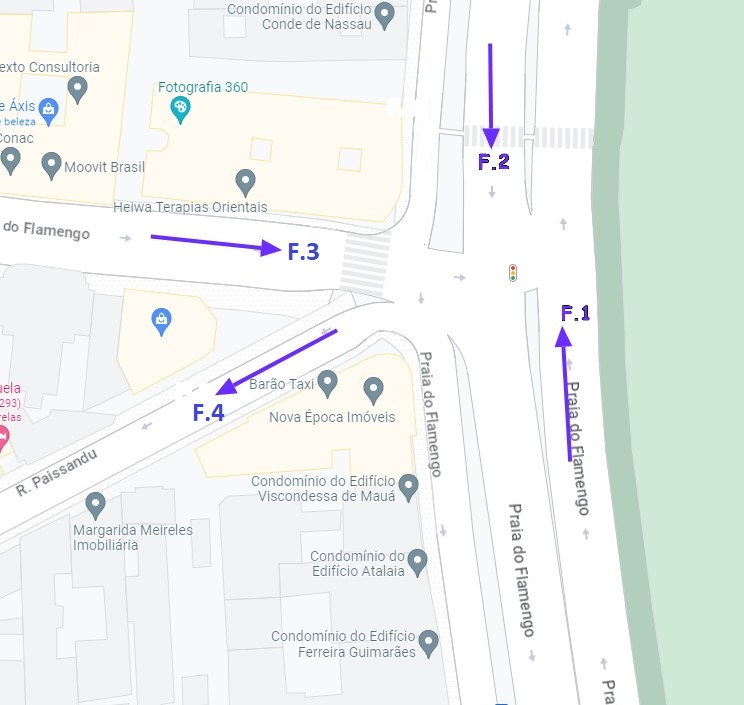 Condomínio do Edifício
Conde de Nassau
exto Consultoria
Fotografia 360
e Áxis
e beleza
Conac
Moovit Brasil
F.2
Heiwa Terapias Orientais
do Flamengo
F.3
F.1
Barão Taxi
Nova Época Imóveis
F.4
uela
293)
relas
Praia do Flamengo
Praia do Flamengo
R. Paissandu
Condomínio do Edifício
Viscondessa de Mauá
Margarida Meireles
Imobiliária
Praia do Flamengo
Condomínio do
Edifício Atalaia
Condomínio do Edifício
Ferreira Guimarães
Pra